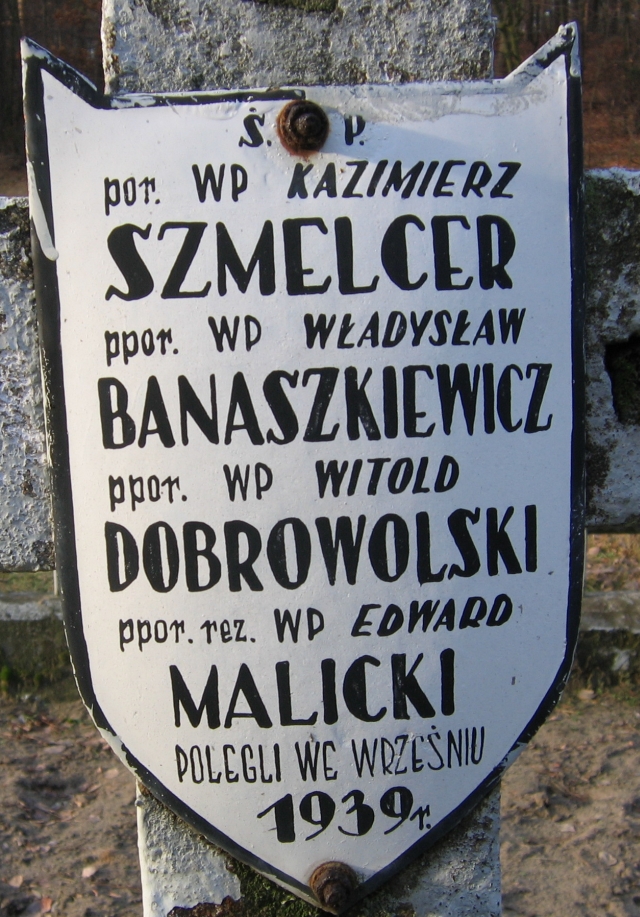 Ś. P.
por. WP KAZIMIERZ
SZMELCER
ppor. WP WŁADYSŁAW
BANASZKIEWICZ
ppor. WP WITOLD
DOBROWOLSKI
ppor. rez. WP EDWARD
MALICKI
POLEGLI WE WRZEŚNIU
1939r.